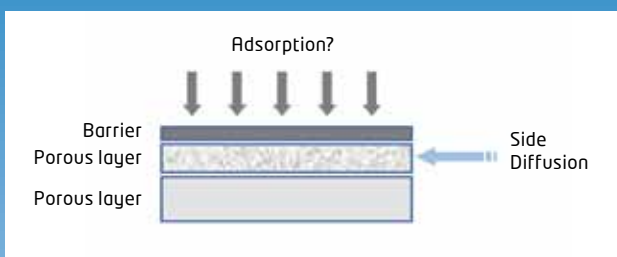 Adsorption?
Barrier
Porous layer
Porous layer
Side
Diffusion